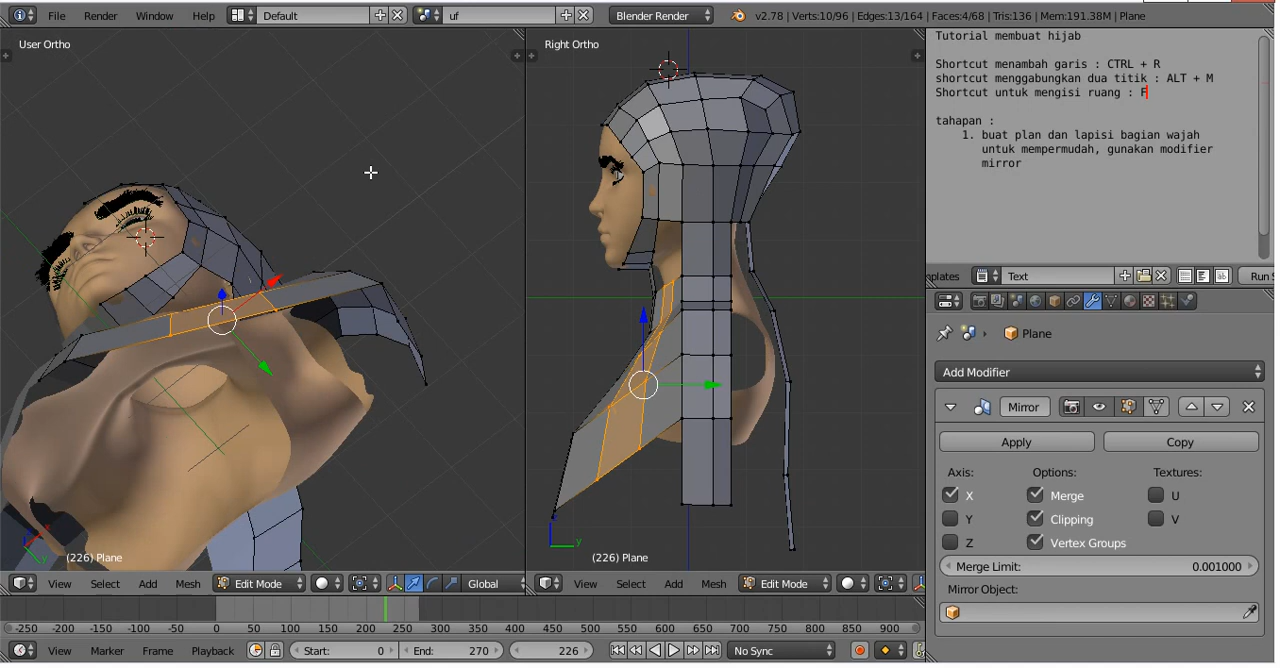 File Render Window Help Default uf Blender Render v2.78 | Verts:10/96 | Edges:13/164 | Faces:4/68 | Tris:136 | Mem:191.38M | Plane
User Ortho
Right Ortho
Tutorial membuat hijab
Shortcut menambah garis : CTRL + R
shortcut menggabungkan dua titik : ALT + M
Shortcut untuk mengisi ruang : F
tahapan :
1. buat plan dan lapisi bagian wajah
untuk mempermudah, gunakan modifier
mirror
plates Text Run S
Plane
Add Modifier
Mirror
Apply Copy
Axis: Options: Textures:
X Merge U
Y Clipping V
Z Vertex Groups
Merge Limit: 0.001000
Mirror Object:
z
y
x
y
(226) Plane
(226) Plane
View Select Add Mesh Edit Mode Global
View Select Add Mesh Edit Mode
-250 -200 -150 -100 -50 0 50 100 150 200 250 300 350 400 450 500 550 600 650 700 750 800 850 900
View Marker Frame Playback Start: 0 End: 270 226 No Sync